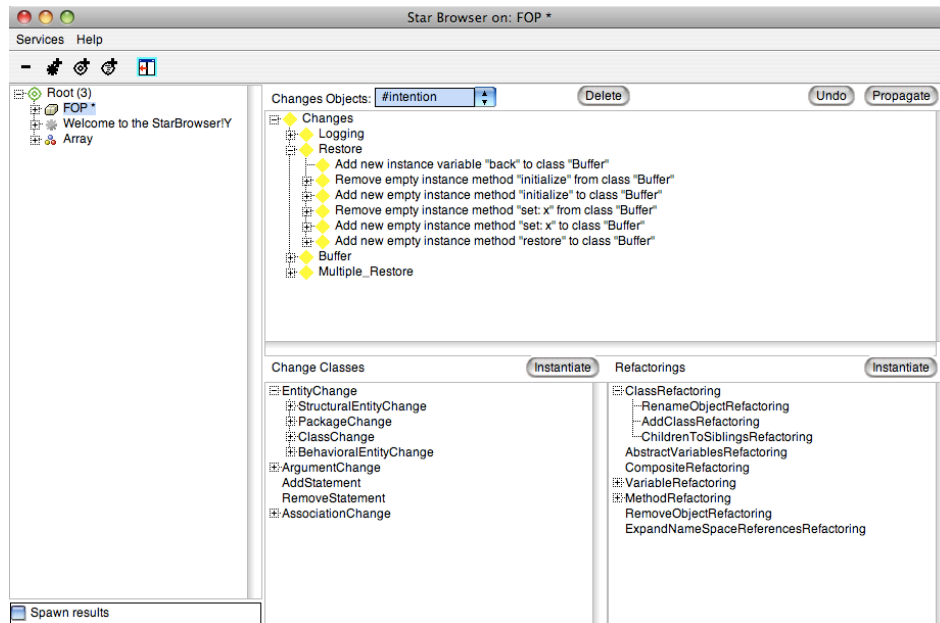 Star Browser on: FOP *
Services Help
Root (3)
FOP *
Welcome to the StarBrowser!Y
Array
Changes Objects: #intention Delete Undo Propagate
Changes
Logging
Restore
Add new instance variable "back" to class "Buffer"
Remove empty instance method "initialize" from class "Buffer"
Add new empty instance method "initialize" to class "Buffer"
Remove empty instance method "set: x" from class "Buffer"
Add new empty instance method "set: x" to class "Buffer"
Add new empty instance method "restore" to class "Buffer"
Buffer
Multiple_Restore
Change Classes Instantiate
EntityChange
StructuralEntityChange
PackageChange
ClassChange
BehavioralEntityChange
ArgumentChange
AddStatement
RemoveStatement
AssociationChange
Refactorings Instantiate
ClassRefactoring
RenameObjectRefactoring
AddClassRefactoring
ChildrenToSiblingsRefactoring
AbstractVariablesRefactoring
CompositeRefactoring
VariableRefactoring
MethodRefactoring
RemoveObjectRefactoring
ExpandNameSpaceReferencesRefactoring
Spawn results